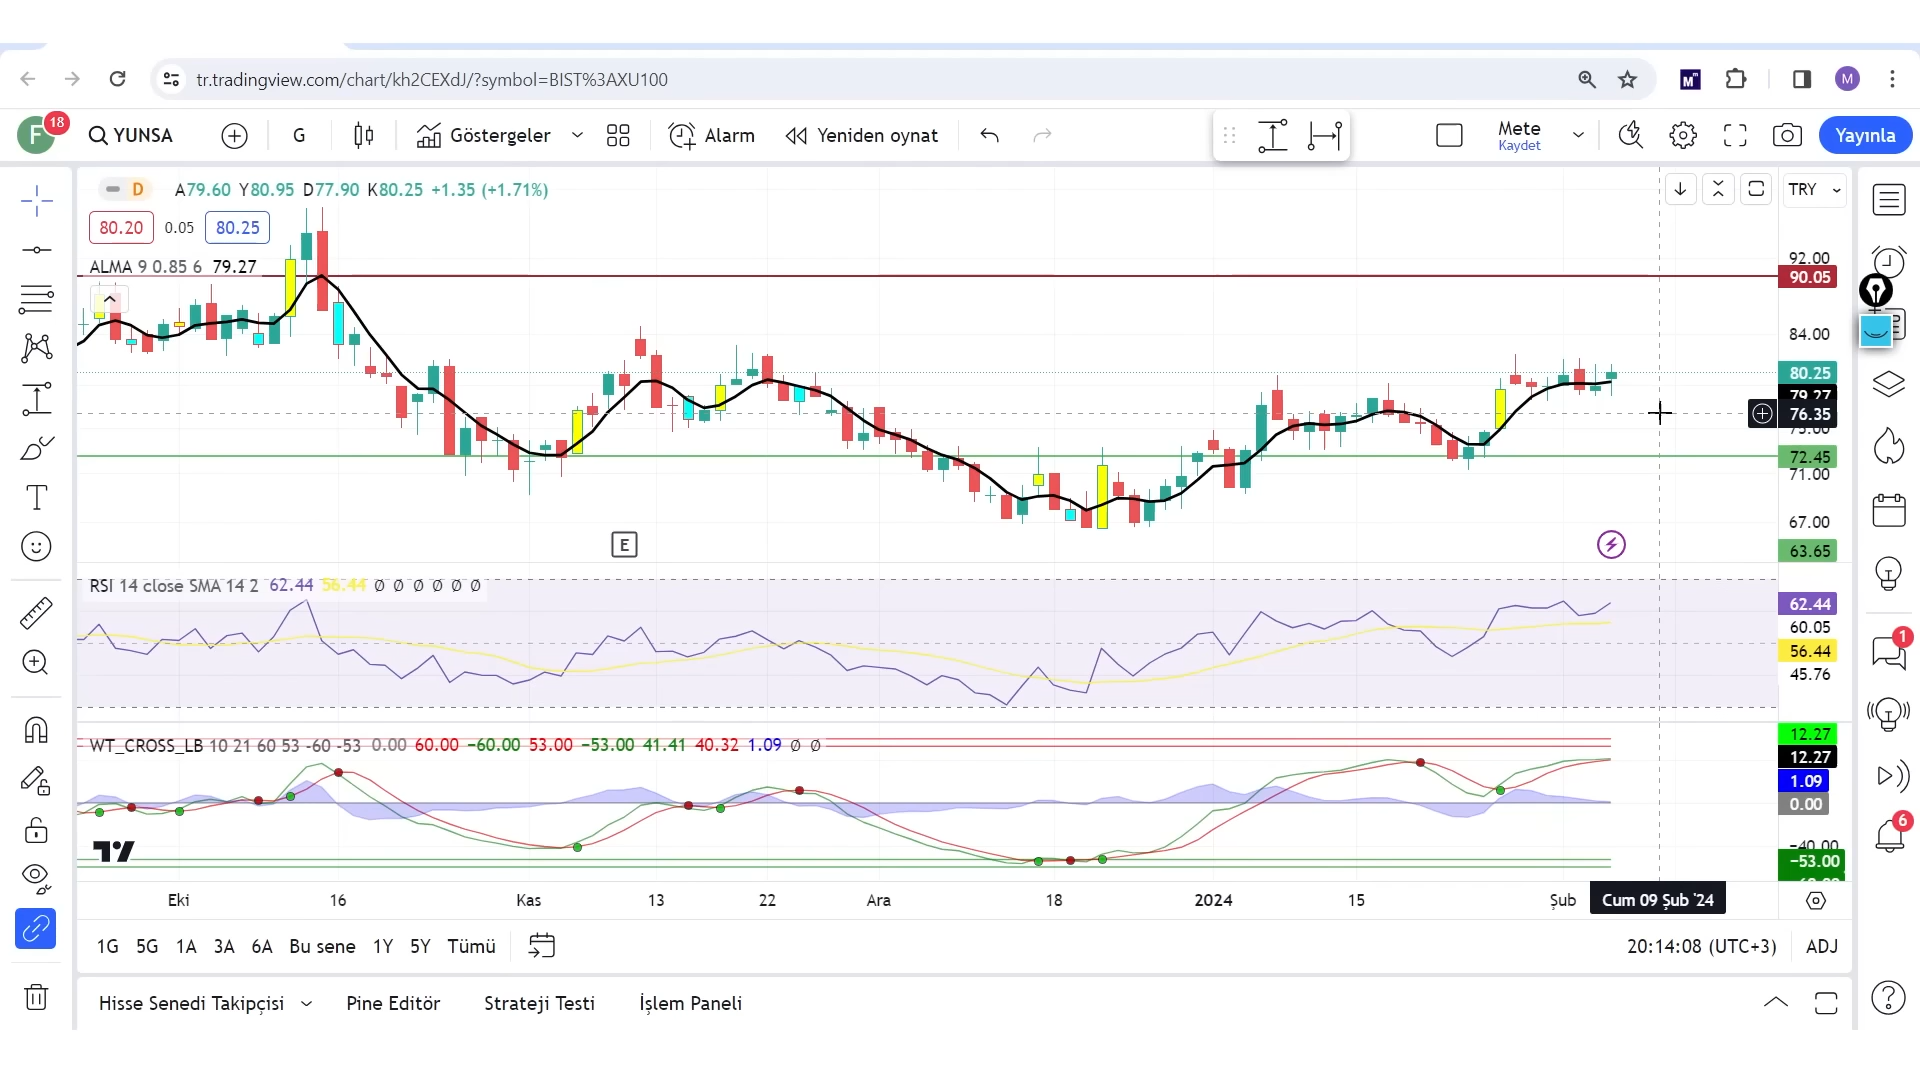 tr.tradingview.com/chart/kh2CEXdJ/?symbol=BIST%3AXU100
M
F 18 YUNSA G Göstergeler Alarm Yeniden oynat Mete Kaydet Yayınla
D A79.60 Y80.95 D77.90 K80.25 +1.35 (+1.71%)
TRY
80.20 0.05 80.25
ALMA 9 0.85 6 79.27
92.00
90.05
84.00
80.25
79.27
76.35
75.00
72.45
71.00
67.00
E
63.65
RSI 14 close SMA 14 2 62.44 56.44 ∅ ∅ ∅ ∅ ∅ ∅
62.44
60.05
56.44
45.76
1
WT_CROSS_LB 10 21 60 53 -60 -53 0.00 60.00 −60.00 53.00 −53.00 41.41 40.32 1.09 ∅ ∅
12.27
12.27
1.09
0.00
6
−40.00
−53.00
Eki 16 Kas 13 22 Ara 18 2024 15 Şub Cum 09 Şub '24
1G 5G 1A 3A 6A Bu sene 1Y 5Y Tümü 20:14:08 (UTC+3) ADJ
Hisse Senedi Takipçisi Pine Editör Strateji Testi İşlem Paneli